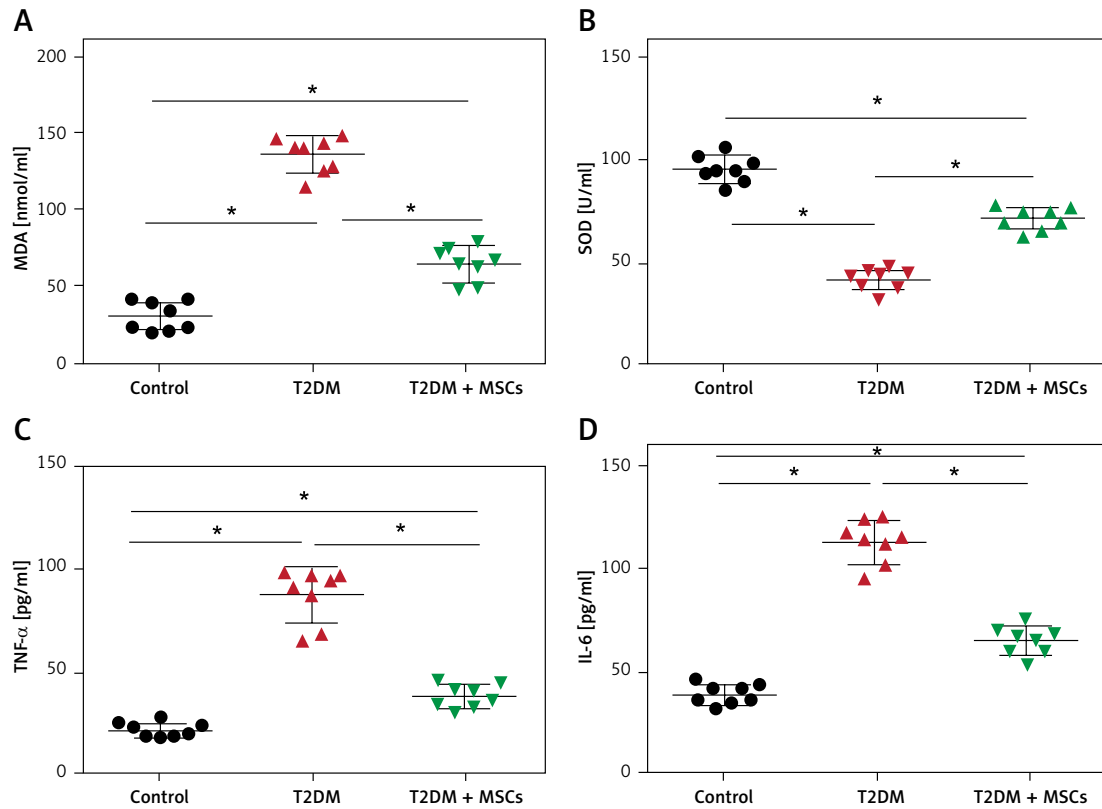 A
MDA [nmol/ml]
200
150
100
50
0
*
*
*
Control
T2DM
T2DM + MSCs
B
SOD [U/ml]
150
100
50
0
*
*
*
Control
T2DM
T2DM + MSCs
C
TNF-α [pg/ml]
150
100
50
0
*
*
*
Control
T2DM
T2DM + MSCs
D
IL-6 [pg/ml]
150
100
50
0
*
*
*
Control
T2DM
T2DM + MSCs